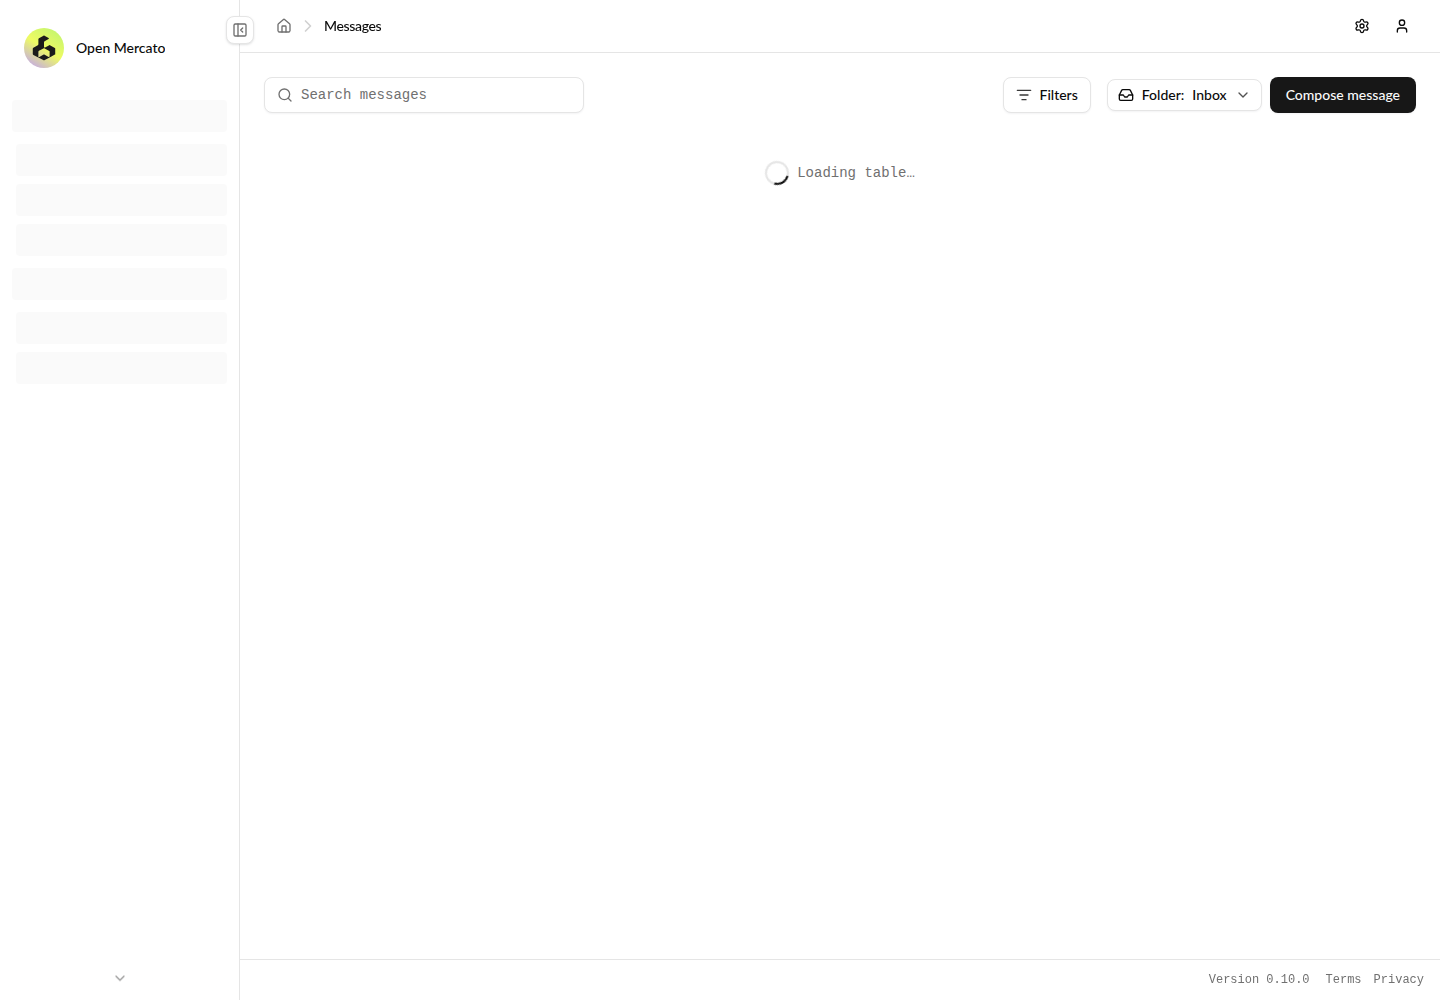 Open Mercato
Messages
Search messages
Filters
Folder: Inbox
Compose message
Loading table…
Version 0.10.0 Terms Privacy